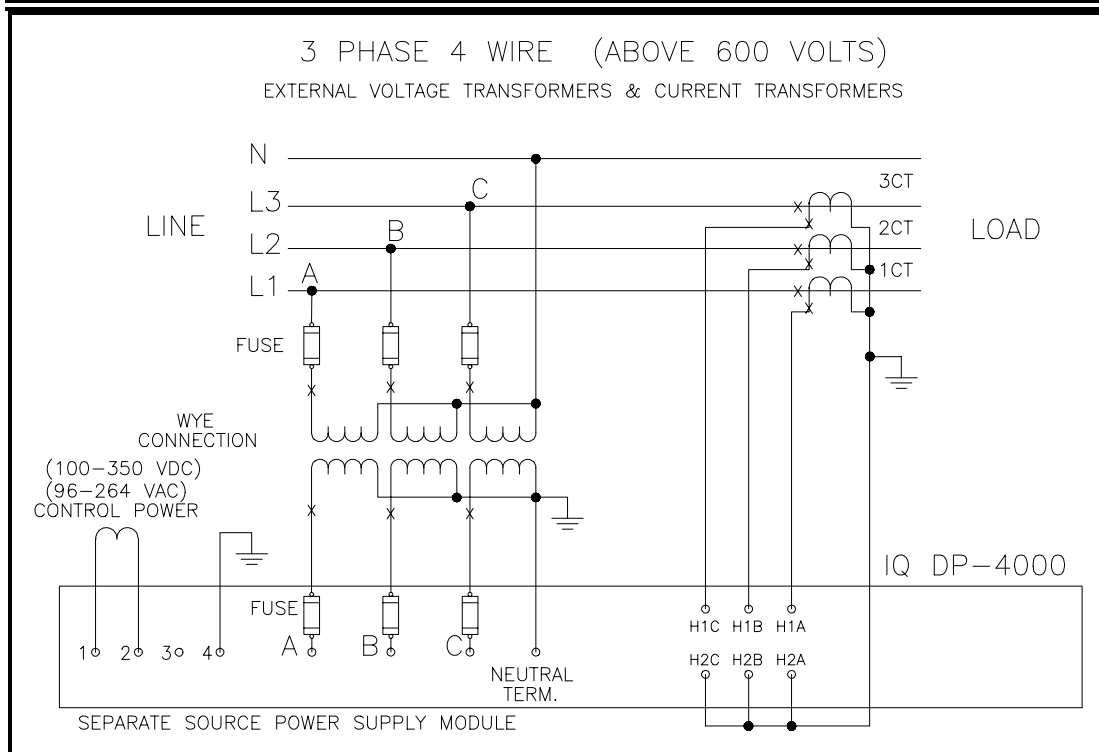 3 PHASE 4 WIRE (ABOVE 600 VOLTS)
EXTERNAL VOLTAGE TRANSFORMERS & CURRENT TRANSFORMERS
N
3CT
C
L3
LINE
2CT
LOAD
B
L2
1CT
A
L1
FUSE
WYE
CONNECTION
(100-350 VDC)
(96-264 VAC)
CONTROL POWER
IQ DP-4000
FUSE
H1C H1B H1A
1 2 3 4 A B C
H2C H2B H2A
NEUTRAL
TERM.
SEPARATE SOURCE POWER SUPPLY MODULE